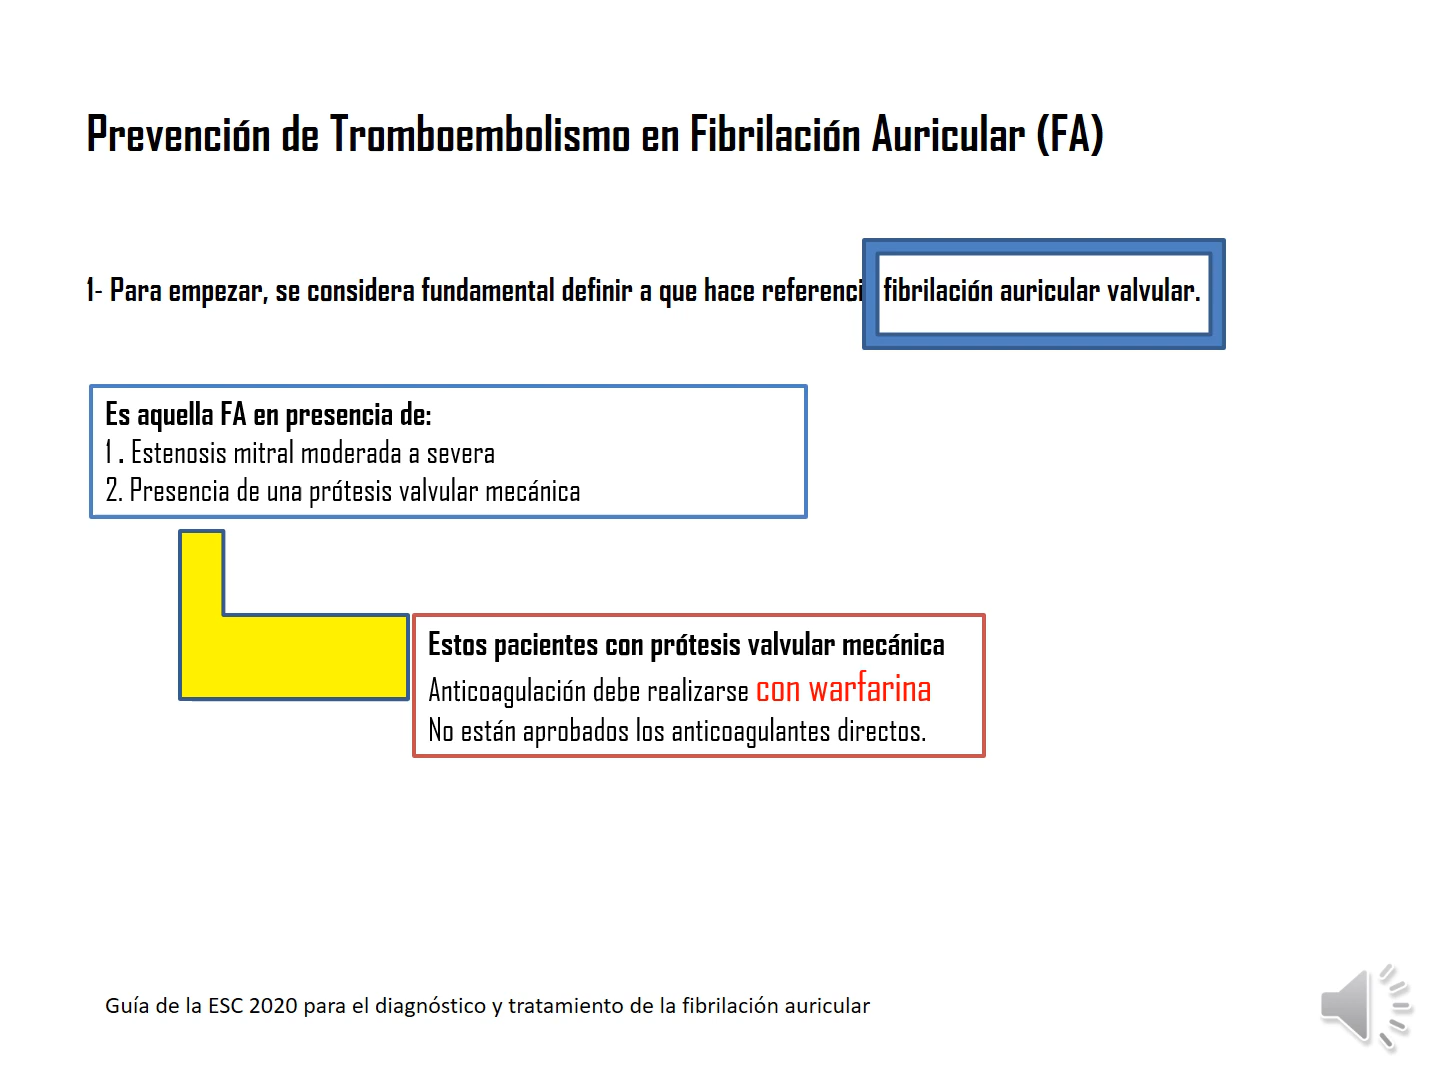 Prevención de Tromboembolismo en Fibrilación Auricular (FA)
1- Para empezar, se considera fundamental definir a que hace referenci fibrilación auricular valvular.
Es aquella FA en presencia de:
1 . Estenosis mitral moderada a severa
2. Presencia de una prótesis valvular mecánica
Estos pacientes con prótesis valvular mecánica
Anticoagulación debe realizarse con warfarina
No están aprobados los anticoagulantes directos.
Guía de la ESC 2020 para el diagnóstico y tratamiento de la fibrilación auricular